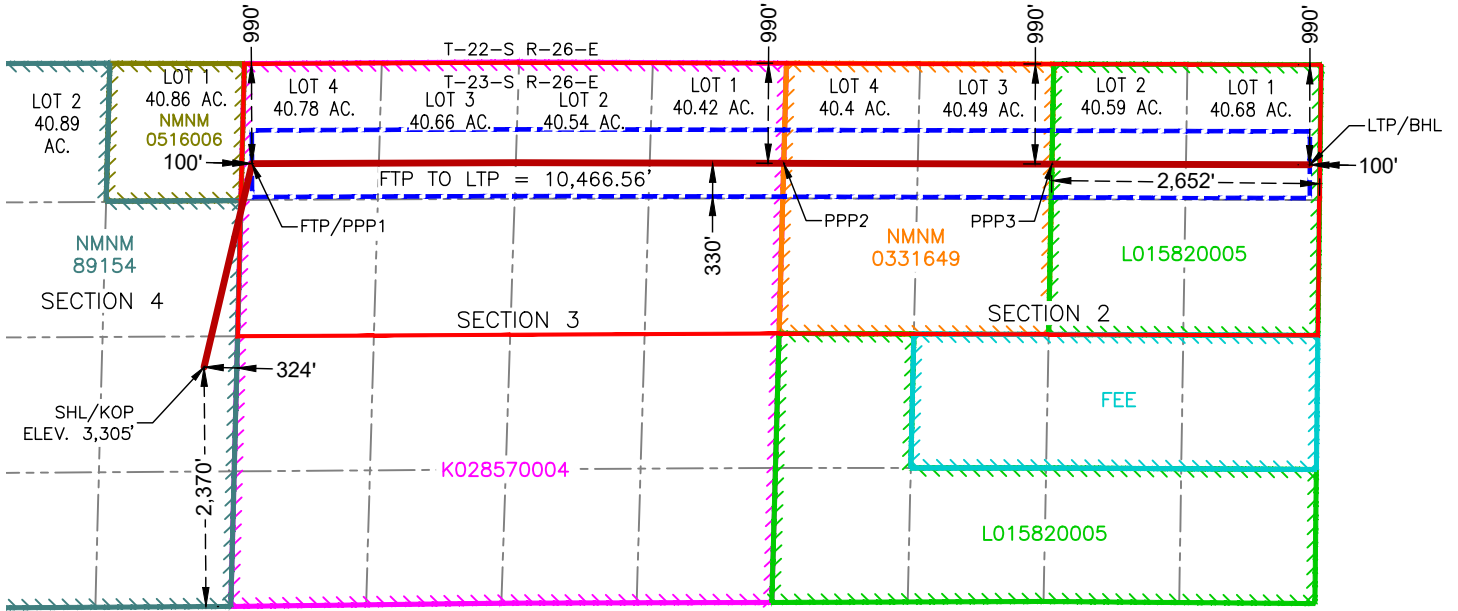 990'
990'
990'
990'
T-22-S R-26-E
T-23-S R-26-E
LOT 2
40.89
AC.
LOT 1
40.86 AC.
NMNM
0516006
LOT 4
40.78 AC.
LOT 3
40.66 AC.
LOT 2
40.54 AC.
LOT 1
40.42 AC.
LOT 4
40.4 AC.
LOT 3
40.49 AC.
LOT 2
40.59 AC.
LOT 1
40.68 AC.
LTP/BHL
100'
100'
FTP TO LTP = 10,466.56'
2,652'
FTP/PPP1
PPP2
PPP3
330'
NMNM
89154
NMNM
0331649
L015820005
SECTION 4
SECTION 3
SECTION 2
324'
SHL/KOP
ELEV. 3,305'
FEE
2,370'
K028570004
L015820005